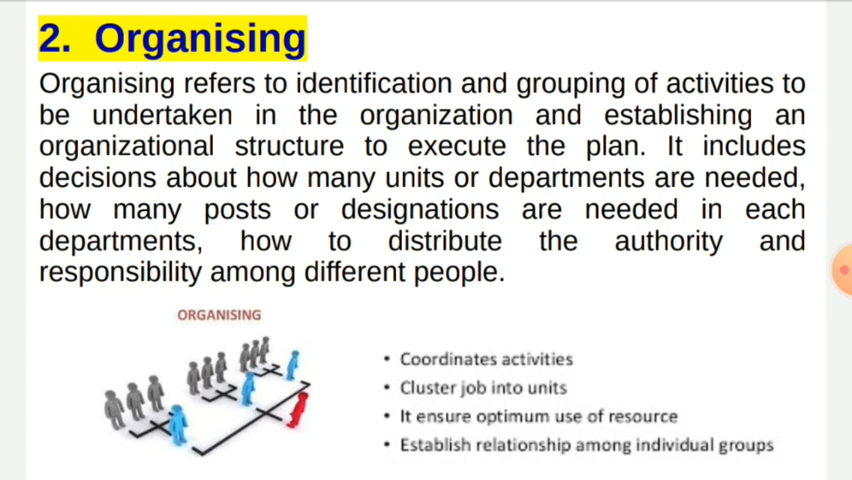 2. Organising
Organising refers to identification and grouping of activities to
be undertaken in the organization and establishing an
organizational structure to execute the plan. It includes
decisions about how many units or departments are needed,
how many posts or designations are needed in each
departments, how to distribute the authority and
responsibility among different people.
ORGANISING
• Coordinates activities
• Cluster job into units
• It ensure optimum use of resource
• Establish relationship among individual groups